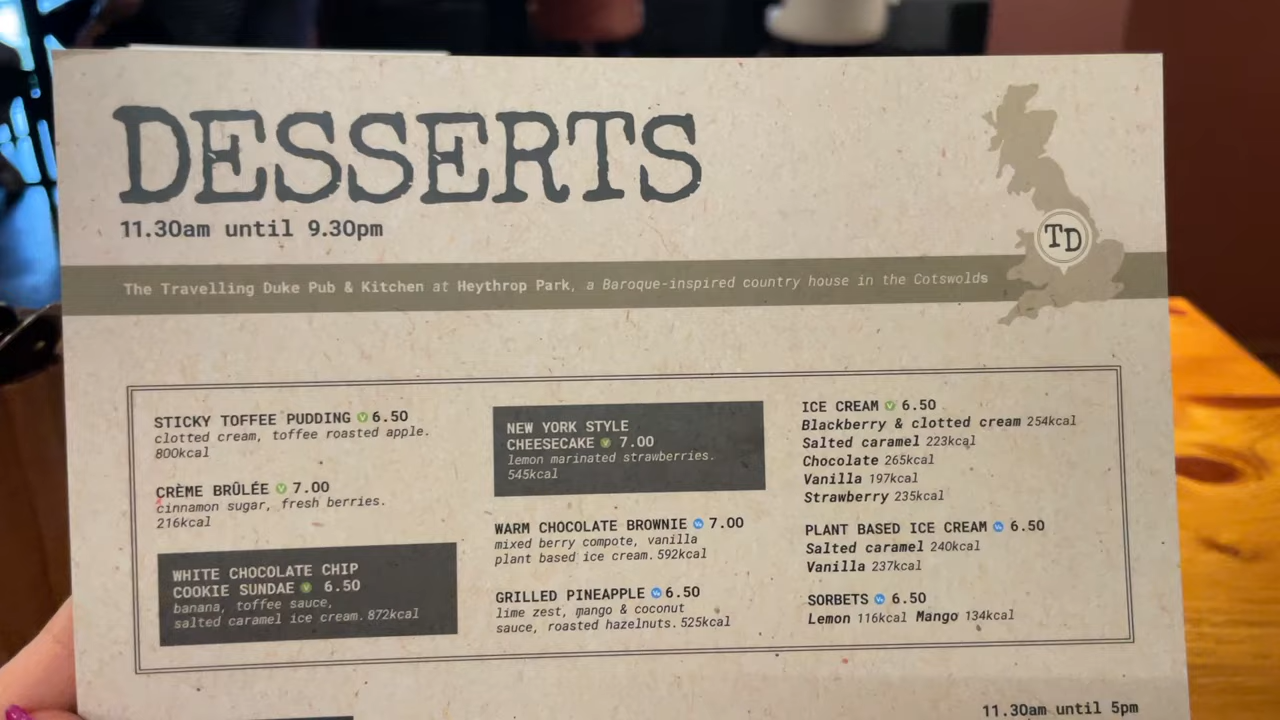 DESSERTS
11.30am until 9.30pm
The Travelling Duke Pub & Kitchen at Heythrop Park, a Baroque-inspired country house in the Cotswolds
TD
STICKY TOFFEE PUDDING V 6.50
clotted cream, toffee roasted apple.
800kcal
CRÈME BRÛLÉE V 7.00
cinnamon sugar, fresh berries.
216kcal
WHITE CHOCOLATE CHIP
COOKIE SUNDAE V 6.50
banana, toffee sauce,
salted caramel ice cream. 872kcal
NEW YORK STYLE
CHEESECAKE V 7.00
lemon marinated strawberries.
545kcal
WARM CHOCOLATE BROWNIE Ve 7.00
mixed berry compote, vanilla
plant based ice cream. 592kcal
GRILLED PINEAPPLE Ve 6.50
lime zest, mango & coconut
sauce, roasted hazelnuts. 525kcal
ICE CREAM V 6.50
Blackberry & clotted cream 254kcal
Salted caramel 223kcal
Chocolate 265kcal
Vanilla 197kcal
Strawberry 235kcal
PLANT BASED ICE CREAM Ve 6.50
Salted caramel 240kcal
Vanilla 237kcal
SORBETS Ve 6.50
Lemon 116kcal Mango 134kcal
11.30am until 5pm